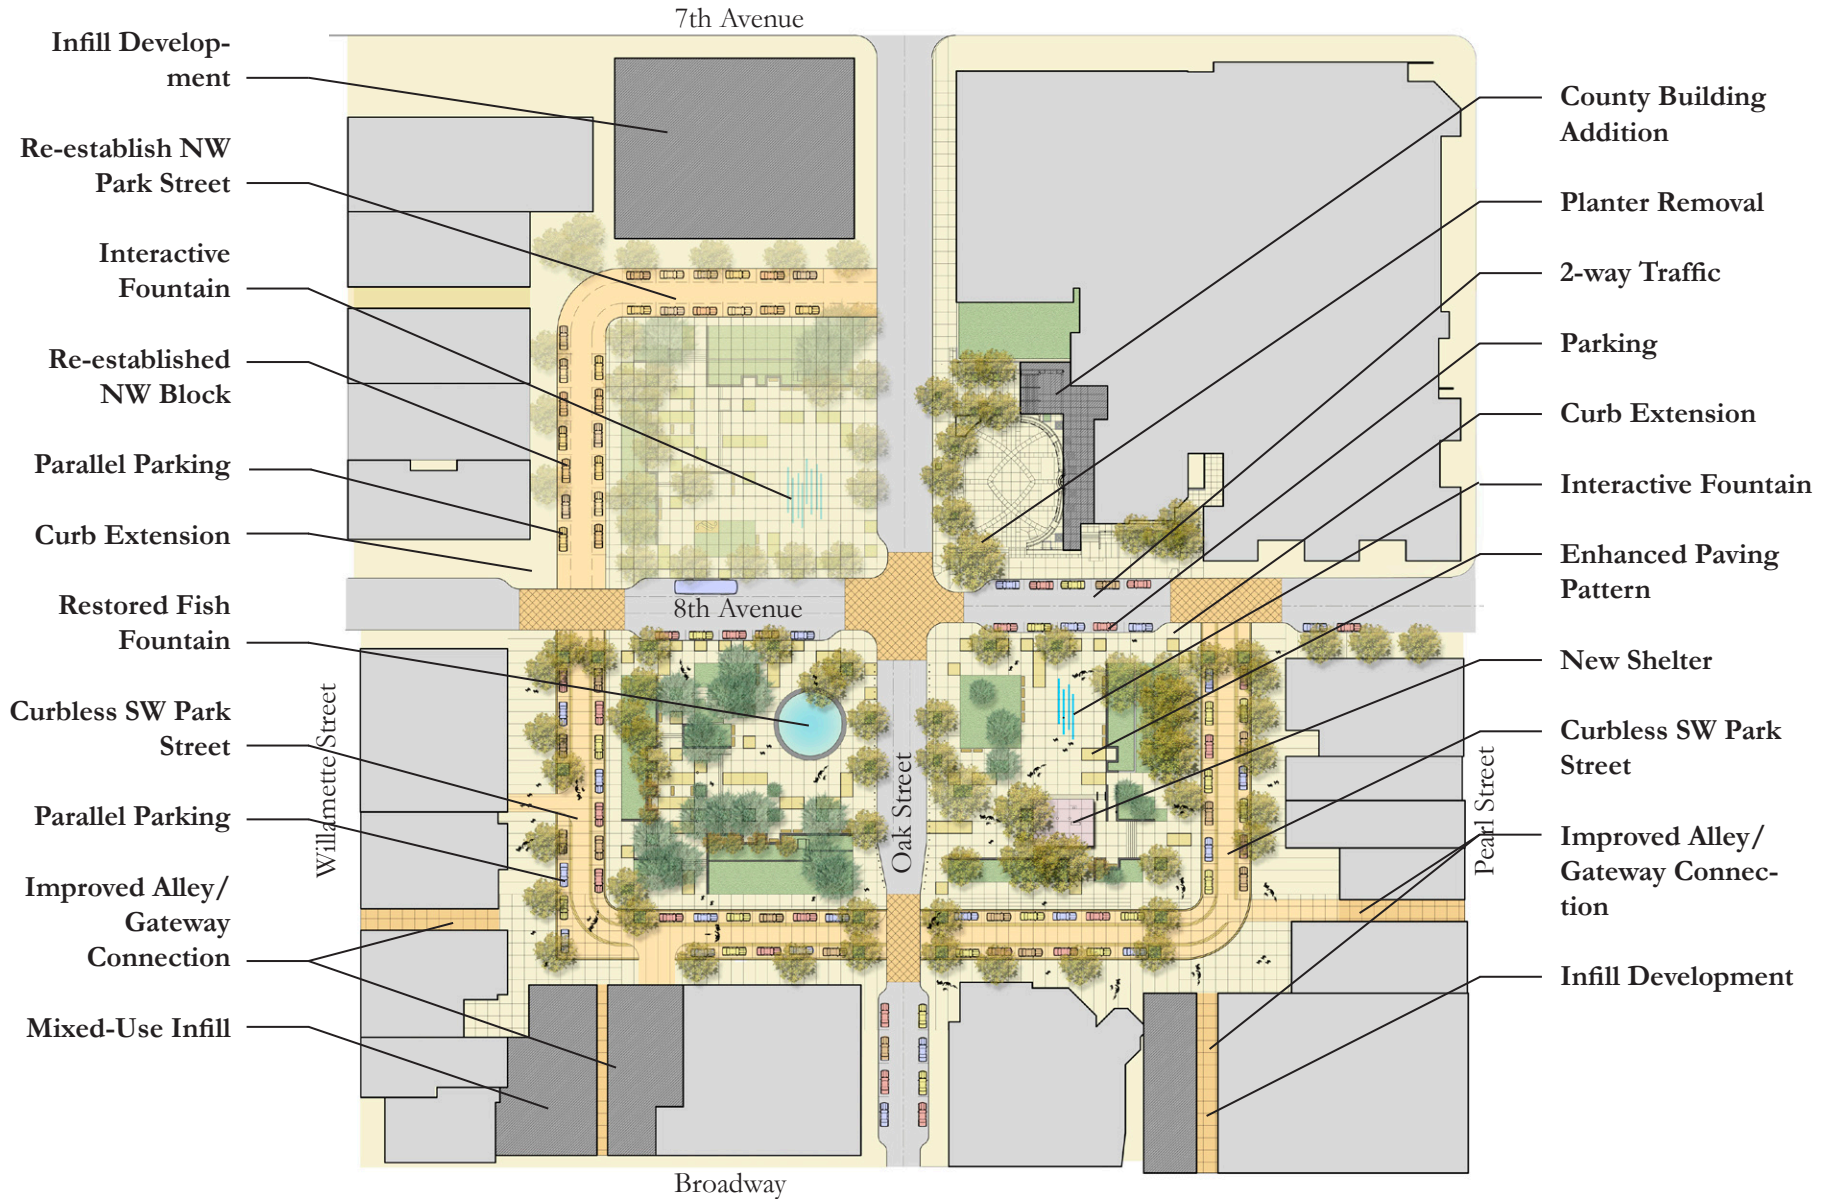 7th Avenue
Infill Develop-
ment
Re-establish NW
Park Street
Interactive
Fountain
Re-established
NW Block
Parallel Parking
Curb Extension
Restored Fish
Fountain
Curbless SW Park
Street
Parallel Parking
Improved Alley/
Gateway
Connection
Mixed-Use Infill
Willamette Street
8th Avenue
Oak Street
Broadway
Pearl Street
County Building
Addition
Planter Removal
2-way Traffic
Parking
Curb Extension
Interactive Fountain
Enhanced Paving
Pattern
New Shelter
Curbless SW Park
Street
Improved Alley/
Gateway Connec-
tion
Infill Development